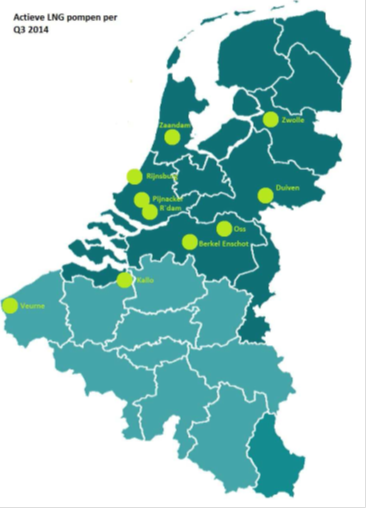 Actieve LNG pompen per
Q3 2014
Zaandam
Zwolle
Rijnsburg
Duiven
Pijnacker
R'dam
Oss
Berkel Enschot
Kallo
Veurne